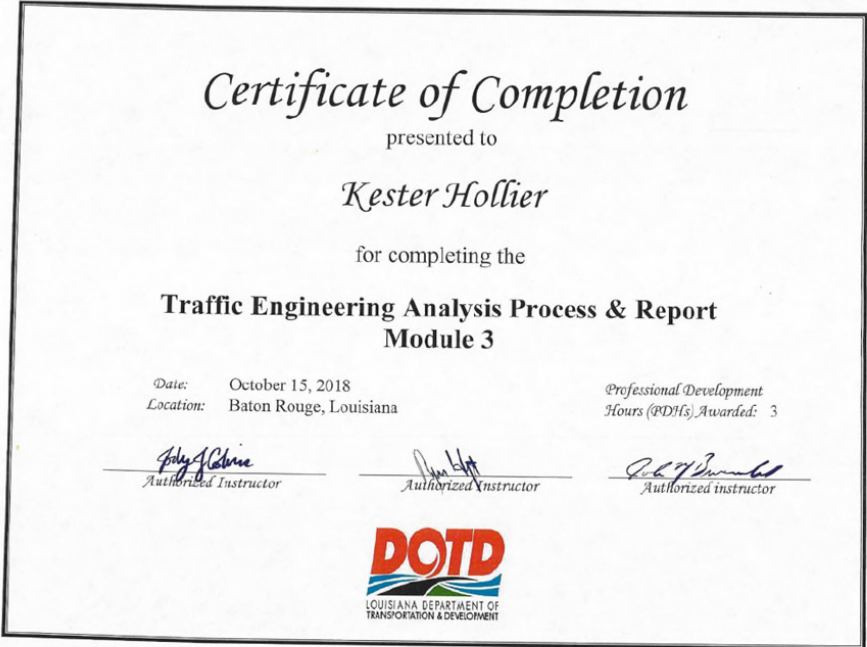 Certificate of Completion
presented to
Kester Hollier
for completing the
Traffic Engineering Analysis Process & Report
Module 3
Date: October 15, 2018
Location: Baton Rouge, Louisiana
Professional Development
Hours (PDHs) Awarded: 3
Authorized Instructor
Authorized Instructor
Authorized instructor
DOTD
LOUISIANA DEPARTMENT OF
TRANSPORTATION & DEVELOPMENT